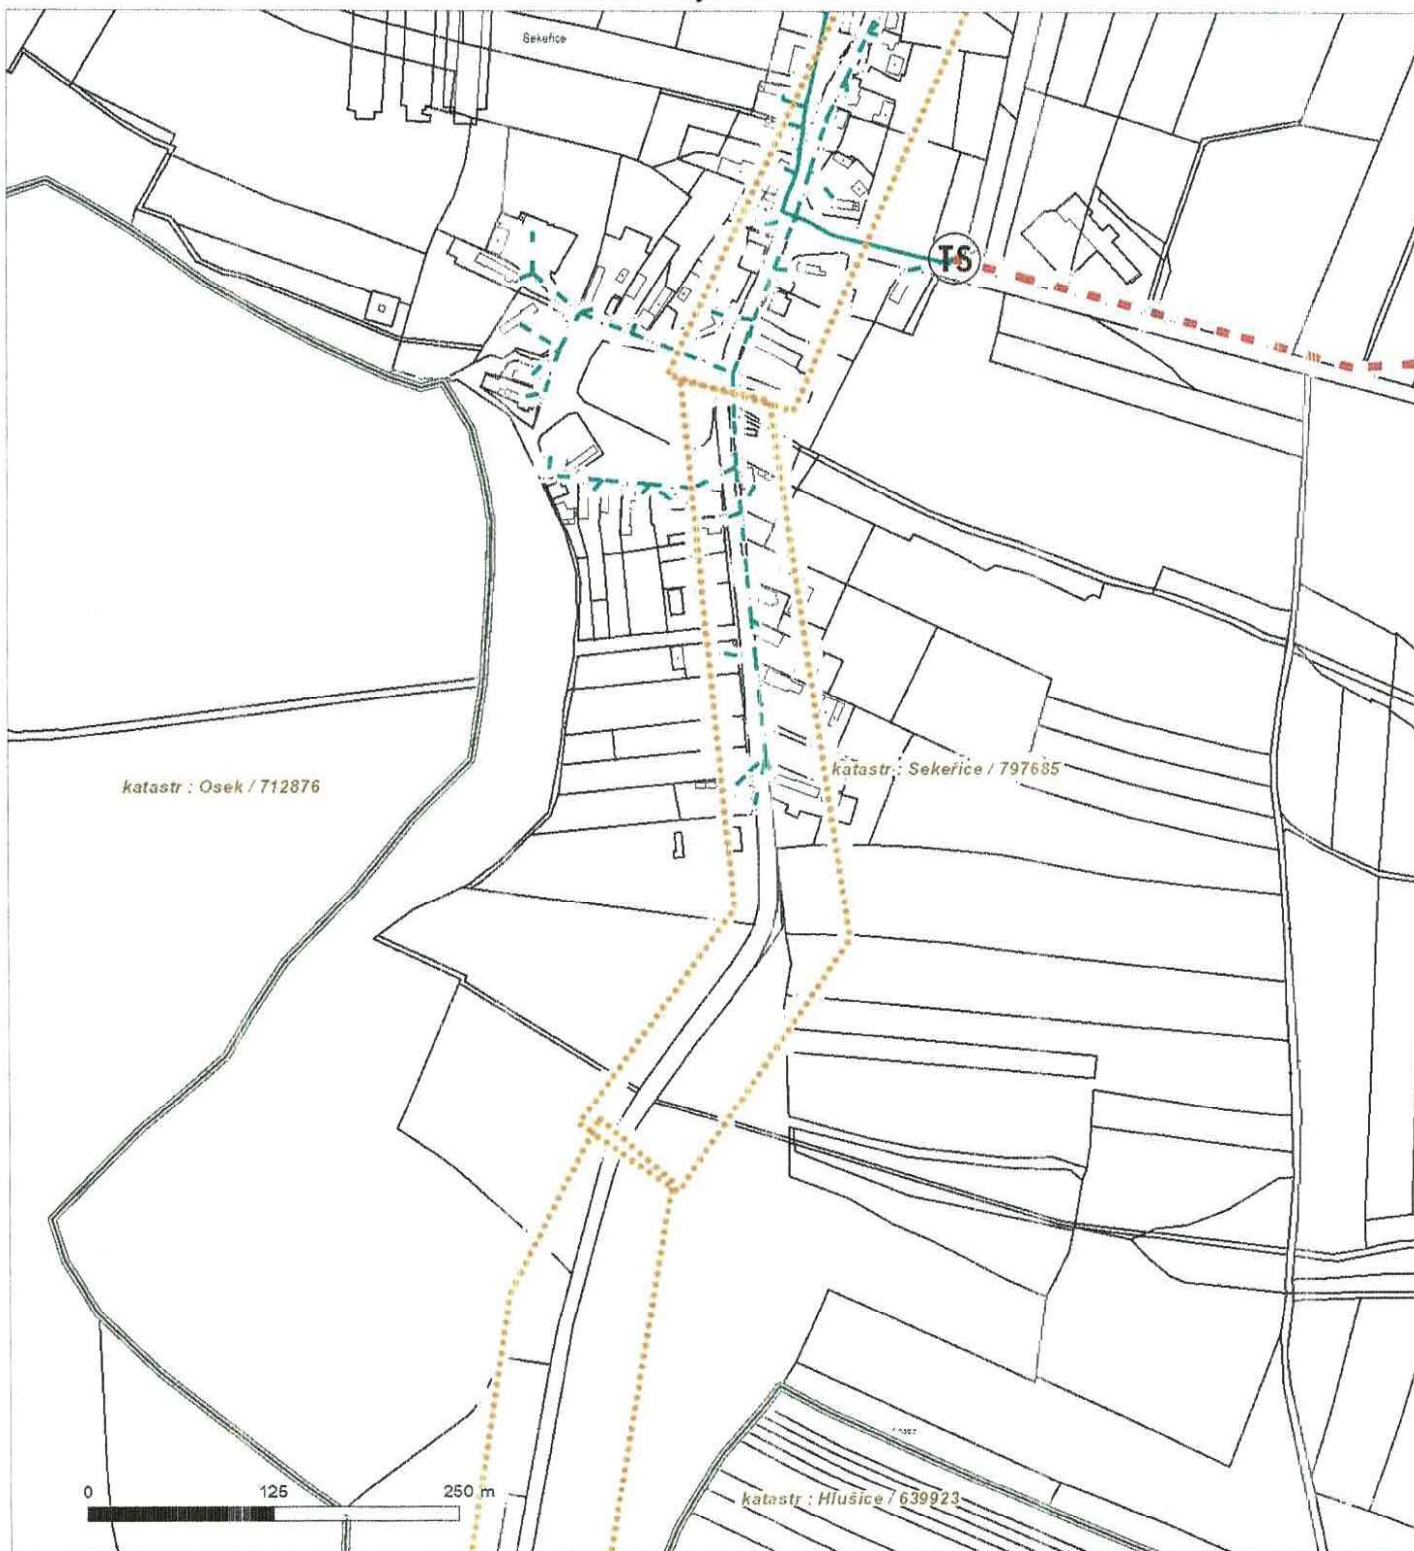 Sekeřice
TS
katastr : Osek / 712876
katastr : Sekeřice / 797685
0 125 250 m
katastr : Hlušice / 639923